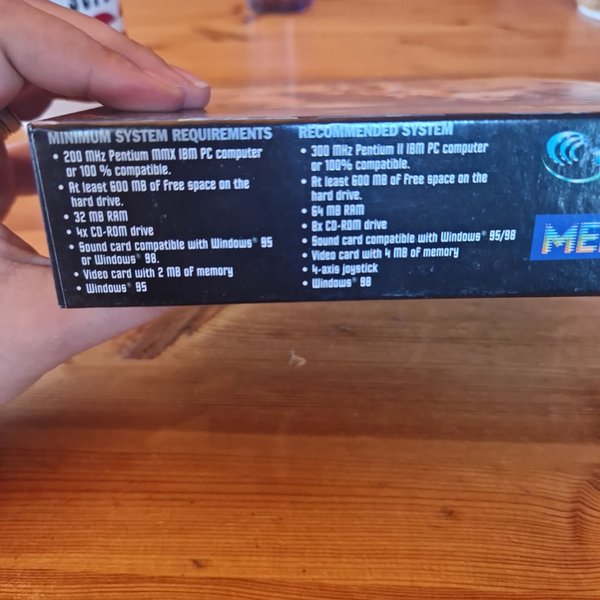 MINIMUM SYSTEM REQUIREMENTS
• 200 MHz Pentium MMX IBM PC computer
or 100 % compatible.
• At least 600 MB of free space on the
hard drive.
• 32 MB RAM
• 4x CD-ROM drive
• Sound card compatible with Windows® 95
or Windows® 98.
• Video card with 2 MB of memory
• Windows® 95
RECOMMENDED SYSTEM
• 300 MHz Pentium II IBM PC computer
or 100% compatible.
• At least 600 MB of free space on the
hard drive.
• 64 MB RAM
• 8x CD-ROM drive
• Sound card compatible with Windows® 95/98
• Video card with 4 MB of memory
• 4-axis joystick
• Windows® 98